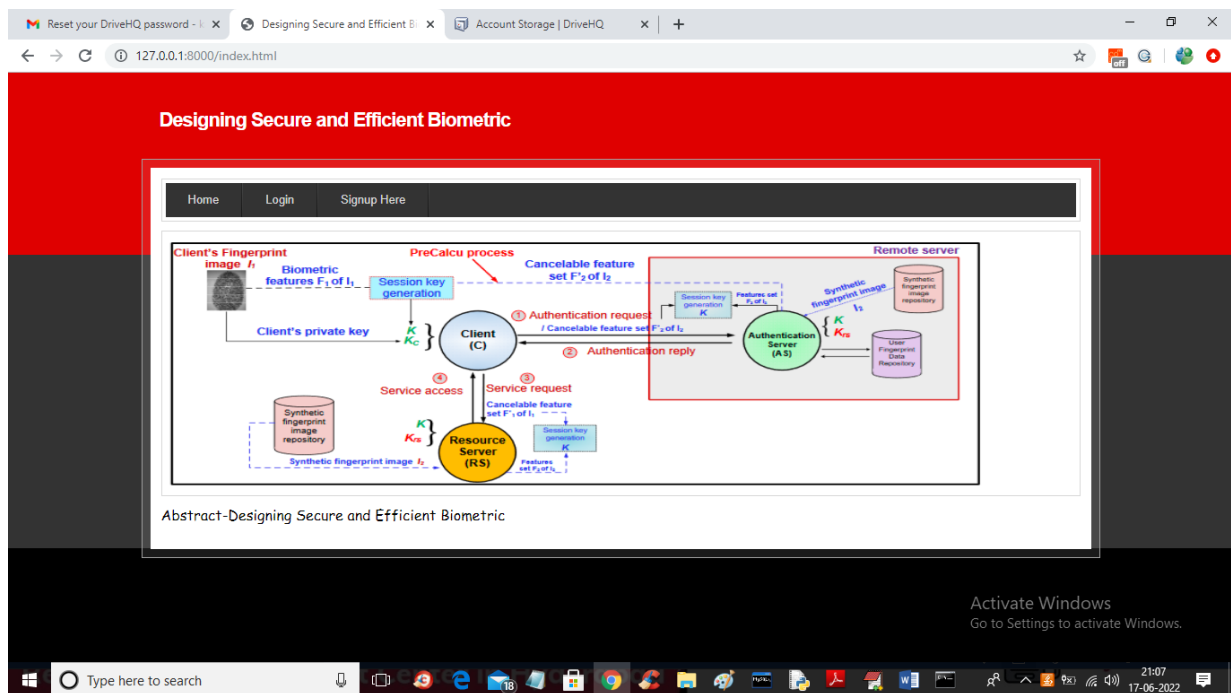 Reset your DriveHQ password -
Designing Secure and Efficient Bi
Account Storage | DriveHQ
127.0.0.1:8000/index.html
off
Designing Secure and Efficient Biometric
Home
Login
Signup Here
Client's Fingerprint
image I₁
Biometric
features F₁ of I₁
Session key
generation
PreCalcu process
Cancelable feature
set F'₂ of I₂
Remote server
Synthetic
fingerprint
image
repository
Synthetic
fingerprint image
I₂
Session key
generation
K
Features set
F₂ of I₂
Client's private key
K
K꜀
Client
(C)
① Authentication request
/ Cancelable feature set F'₂ of I₂
② Authentication reply
Authentication
Server
(AS)
K
Kᵣₛ
User
Fingerprint
Data
Repository
④
Service access
③
Service request
Cancelable feature
set F'₁ of I₁
Synthetic
fingerprint
image
repository
K
Kᵣₛ
Resource
Server
(RS)
Session key
generation
K
Synthetic fingerprint image I₂
Features
set F₂ of I₂
Abstract-Designing Secure and Efficient Biometric
Activate Windows
Go to Settings to activate Windows.
Type here to search
18
21:07
17-06-2022